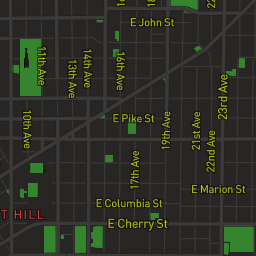 E John St
11th Ave
13th Ave
14th Ave
16th Ave
23rd Ave
10th Ave
E Pike St
19th Ave
21st Ave
22nd Ave
17th Ave
E Marion St
E Columbia St
T HILL
E Cherry St